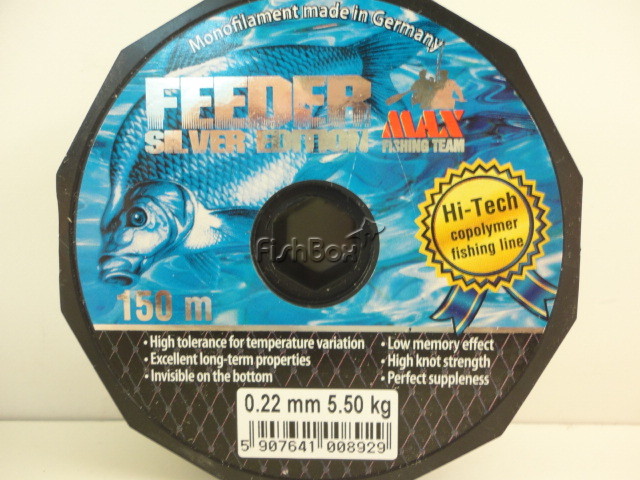 Monofilament made in Germany
FEEDER
SILVER EDITION
MAX
FISHING TEAM
Hi-Tech
copolymer
fishing line
FishBox
150 m
• High tolerance for temperature variation
• Excellent long-term properties
• Invisible on the bottom
• Low memory effect
• High knot strength
• Perfect suppleness
0.22 mm 5.50 kg
5 907641 008929